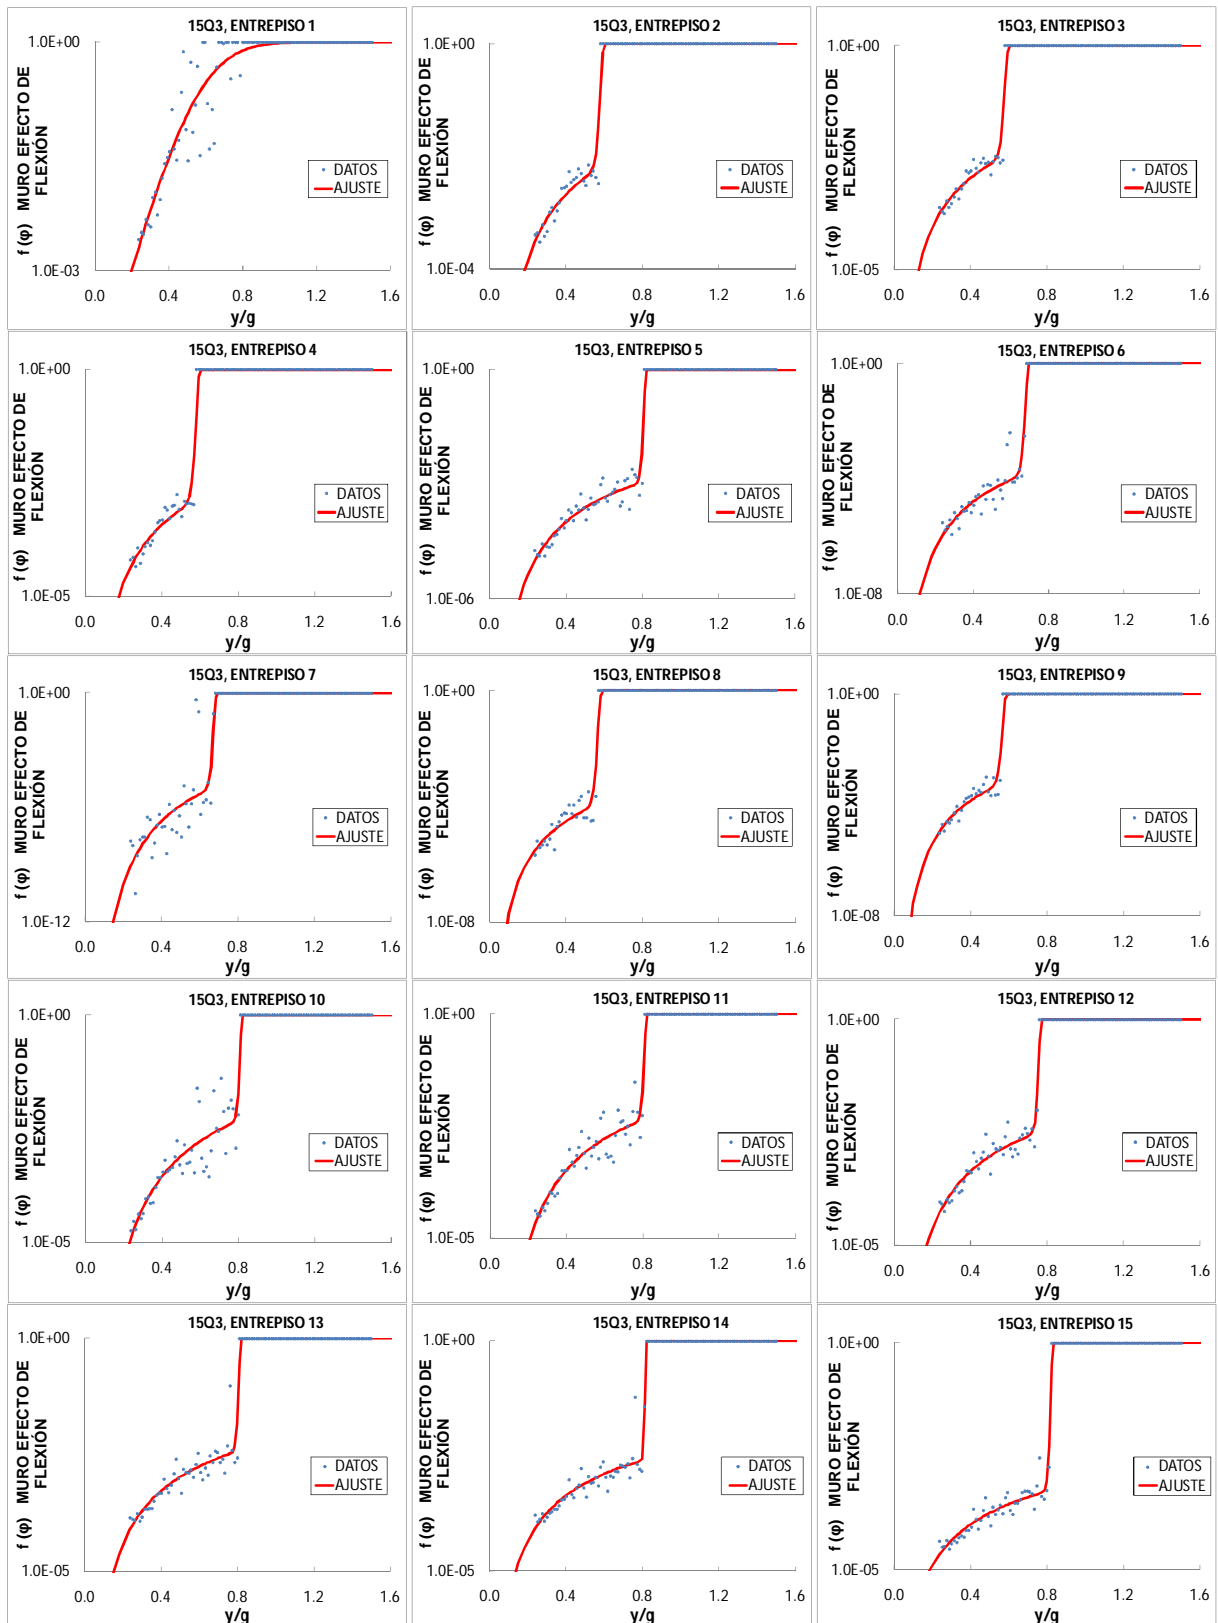 15Q3, ENTREPISO 1
1.0E+00
1.0E-03
0.0 0.4 0.8 1.2 1.6
y/g
f (φ) MURO EFECTO DE
FLEXIÓN
DATOS
AJUSTE
15Q3, ENTREPISO 2
1.0E+00
1.0E-04
0.0 0.4 0.8 1.2 1.6
y/g
f (φ) MURO EFECTO DE
FLEXIÓN
DATOS
AJUSTE
15Q3, ENTREPISO 3
1.0E+00
1.0E-05
0.0 0.4 0.8 1.2 1.6
y/g
f (φ) MURO EFECTO DE
FLEXIÓN
DATOS
AJUSTE
15Q3, ENTREPISO 4
1.0E+00
1.0E-05
0.0 0.4 0.8 1.2 1.6
y/g
f (φ) MURO EFECTO DE
FLEXIÓN
DATOS
AJUSTE
15Q3, ENTREPISO 5
1.0E+00
1.0E-06
0.0 0.4 0.8 1.2 1.6
y/g
f (φ) MURO EFECTO DE
FLEXIÓN
DATOS
AJUSTE
15Q3, ENTREPISO 6
1.0E+00
1.0E-08
0.0 0.4 0.8 1.2 1.6
y/g
f (φ) MURO EFECTO DE
FLEXIÓN
DATOS
AJUSTE
15Q3, ENTREPISO 7
1.0E+00
1.0E-12
0.0 0.4 0.8 1.2 1.6
y/g
f (φ) MURO EFECTO DE
FLEXIÓN
DATOS
AJUSTE
15Q3, ENTREPISO 8
1.0E+00
1.0E-08
0.0 0.4 0.8 1.2 1.6
y/g
f (φ) MURO EFECTO DE
FLEXIÓN
DATOS
AJUSTE
15Q3, ENTREPISO 9
1.0E+00
1.0E-08
0.0 0.4 0.8 1.2 1.6
y/g
f (φ) MURO EFECTO DE
FLEXIÓN
DATOS
AJUSTE
15Q3, ENTREPISO 10
1.0E+00
1.0E-05
0.0 0.4 0.8 1.2 1.6
y/g
f (φ) MURO EFECTO DE
FLEXIÓN
DATOS
AJUSTE
15Q3, ENTREPISO 11
1.0E+00
1.0E-05
0.0 0.4 0.8 1.2 1.6
y/g
f (φ) MURO EFECTO DE
FLEXIÓN
DATOS
AJUSTE
15Q3, ENTREPISO 12
1.0E+00
1.0E-05
0.0 0.4 0.8 1.2 1.6
y/g
f (φ) MURO EFECTO DE
FLEXIÓN
DATOS
AJUSTE
15Q3, ENTREPISO 13
1.0E+00
1.0E-05
0.0 0.4 0.8 1.2 1.6
y/g
f (φ) MURO EFECTO DE
FLEXIÓN
DATOS
AJUSTE
15Q3, ENTREPISO 14
1.0E+00
1.0E-05
0.0 0.4 0.8 1.2 1.6
y/g
f (φ) MURO EFECTO DE
FLEXIÓN
DATOS
AJUSTE
15Q3, ENTREPISO 15
1.0E+00
1.0E-05
0.0 0.4 0.8 1.2 1.6
y/g
f (φ) MURO EFECTO DE
FLEXIÓN
DATOS
AJUSTE